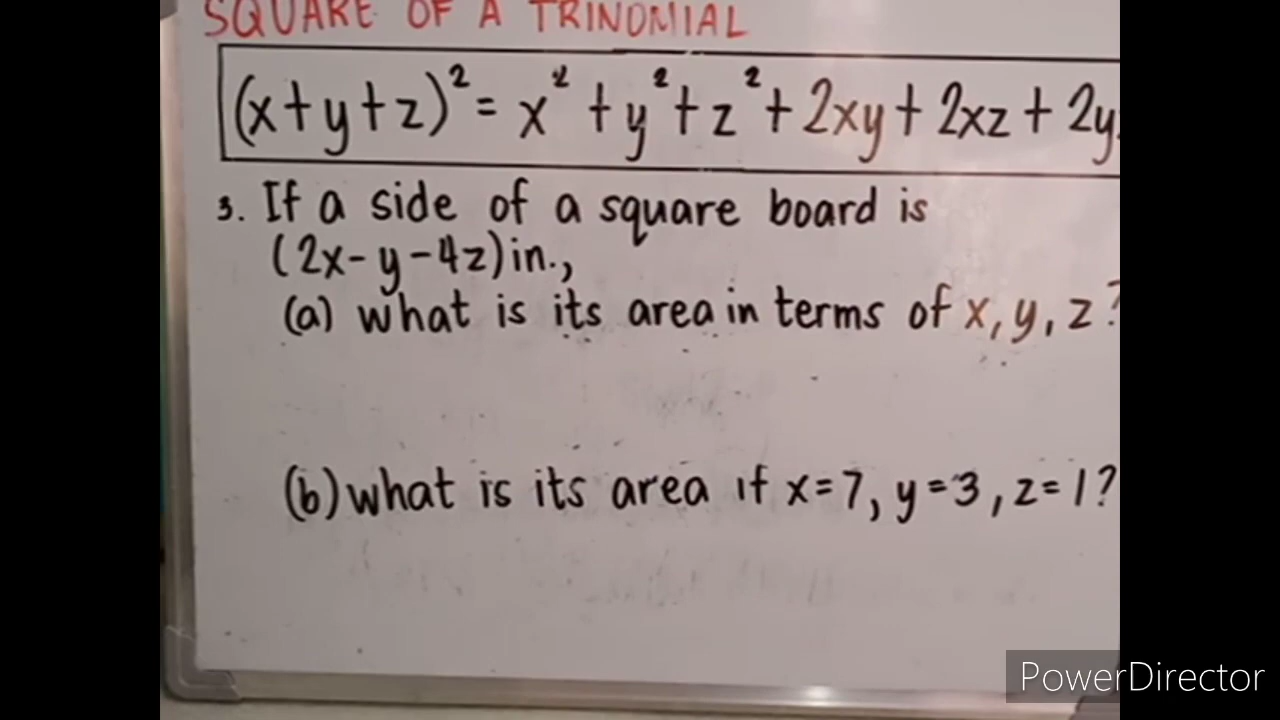 SQUARE OF A TRINOMIAL
(x+y+z)² = x² + y² + z² + 2xy + 2xz + 2y
3. If a side of a square board is
(2x-y-4z)in.,
(a) what is its area in terms of x, y, z?
(b) what is its area if x=7, y=3, z=1?
PowerDirector